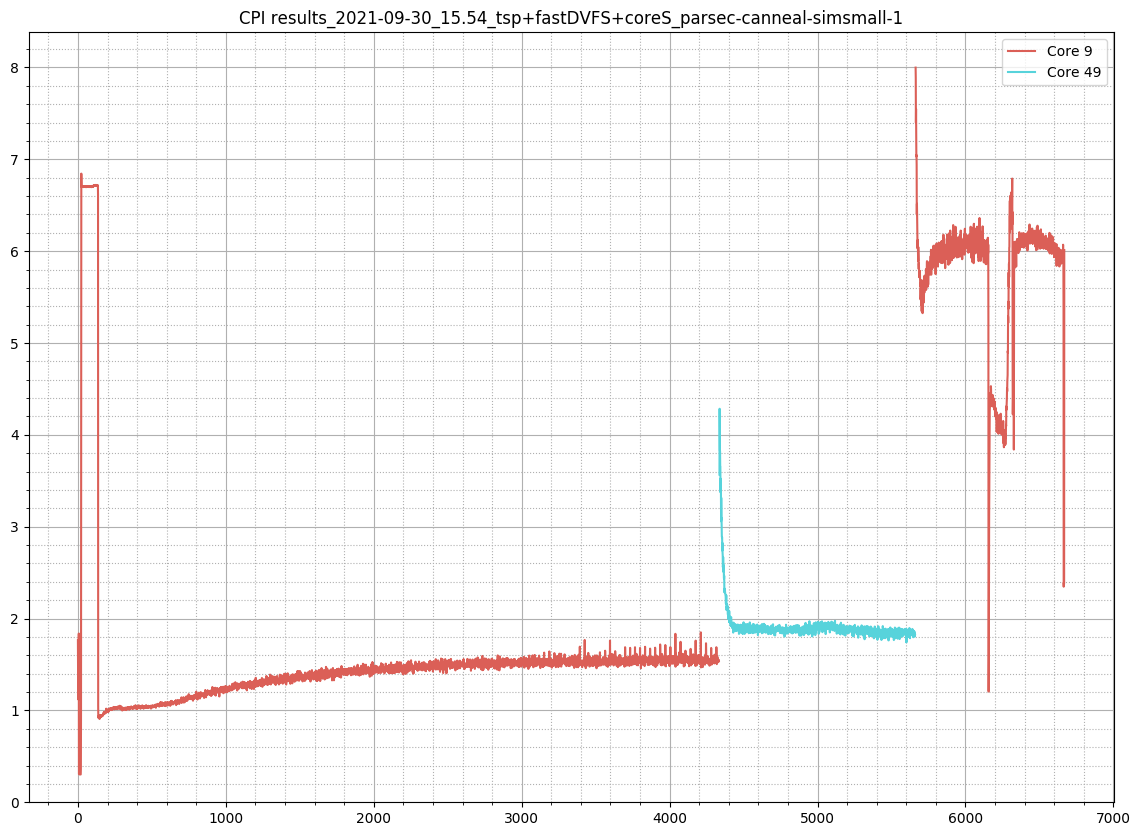 CPI results_2021-09-30_15.54_tsp+fastDVFS+coreS_parsec-canneal-simsmall-1
Core 9
Core 49
8
7
6
5
4
3
2
1
0
0 1000 2000 3000 4000 5000 6000 7000